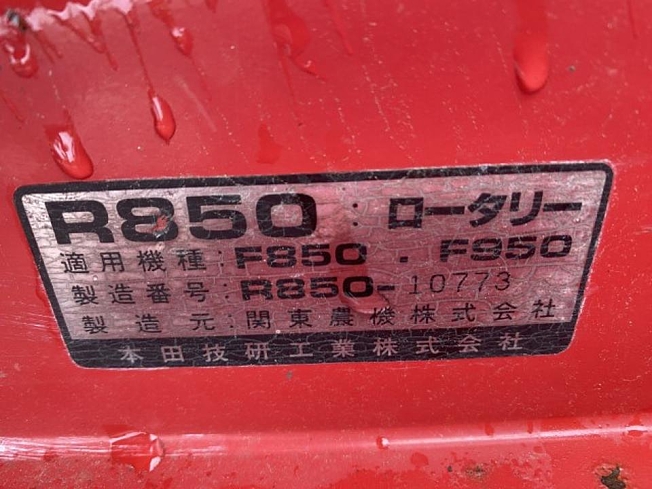 R850:ロータリー
適用機種:F850・F950
製造番号:R850-10773
製造元:関東農機株式会社
本田技研工業株式会社